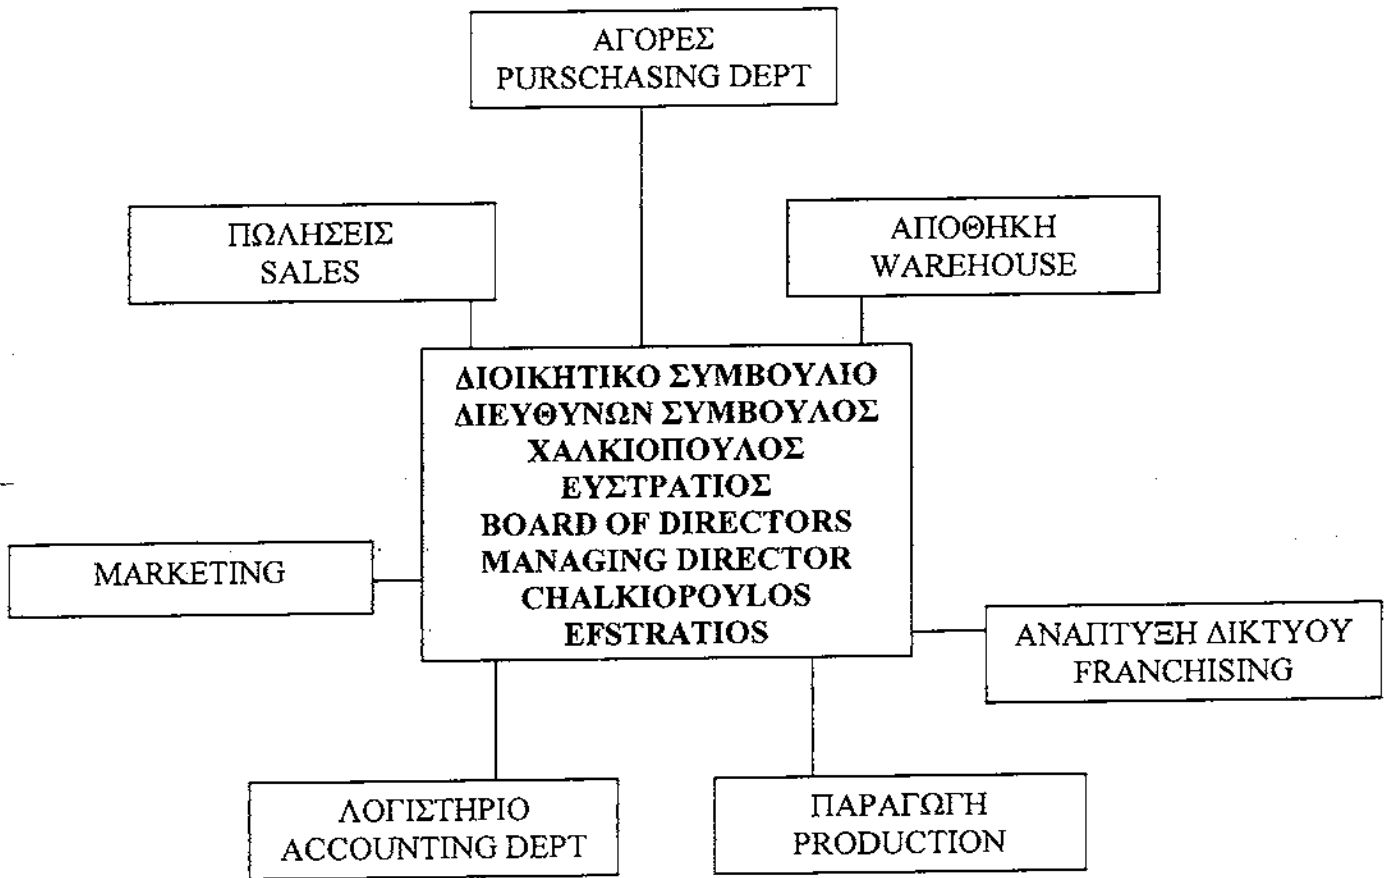 ΑΓΟΡΕΣ
PURSCHASING DEPT
ΠΩΛΗΣΕΙΣ
SALES
ΑΠΟΘΗΚΗ
WAREHOUSE
ΔΙΟΙΚΗΤΙΚΟ ΣΥΜΒΟΥΛΙΟ
ΔΙΕΥΘΥΝΩΝ ΣΥΜΒΟΥΛΟΣ
ΧΑΛΚΙΟΠΟΥΛΟΣ
ΕΥΣΤΡΑΤΙΟΣ
BOARD OF DIRECTORS
MANAGING DIRECTOR
CHALKIOPOYLOS
EFSTRATIOS
MARKETING
ΑΝΑΠΤΥΞΗ ΔΙΚΤΥΟΥ
FRANCHISING
ΛΟΓΙΣΤΗΡΙΟ
ACCOUNTING DEPT
ΠΑΡΑΓΩΓΗ
PRODUCTION